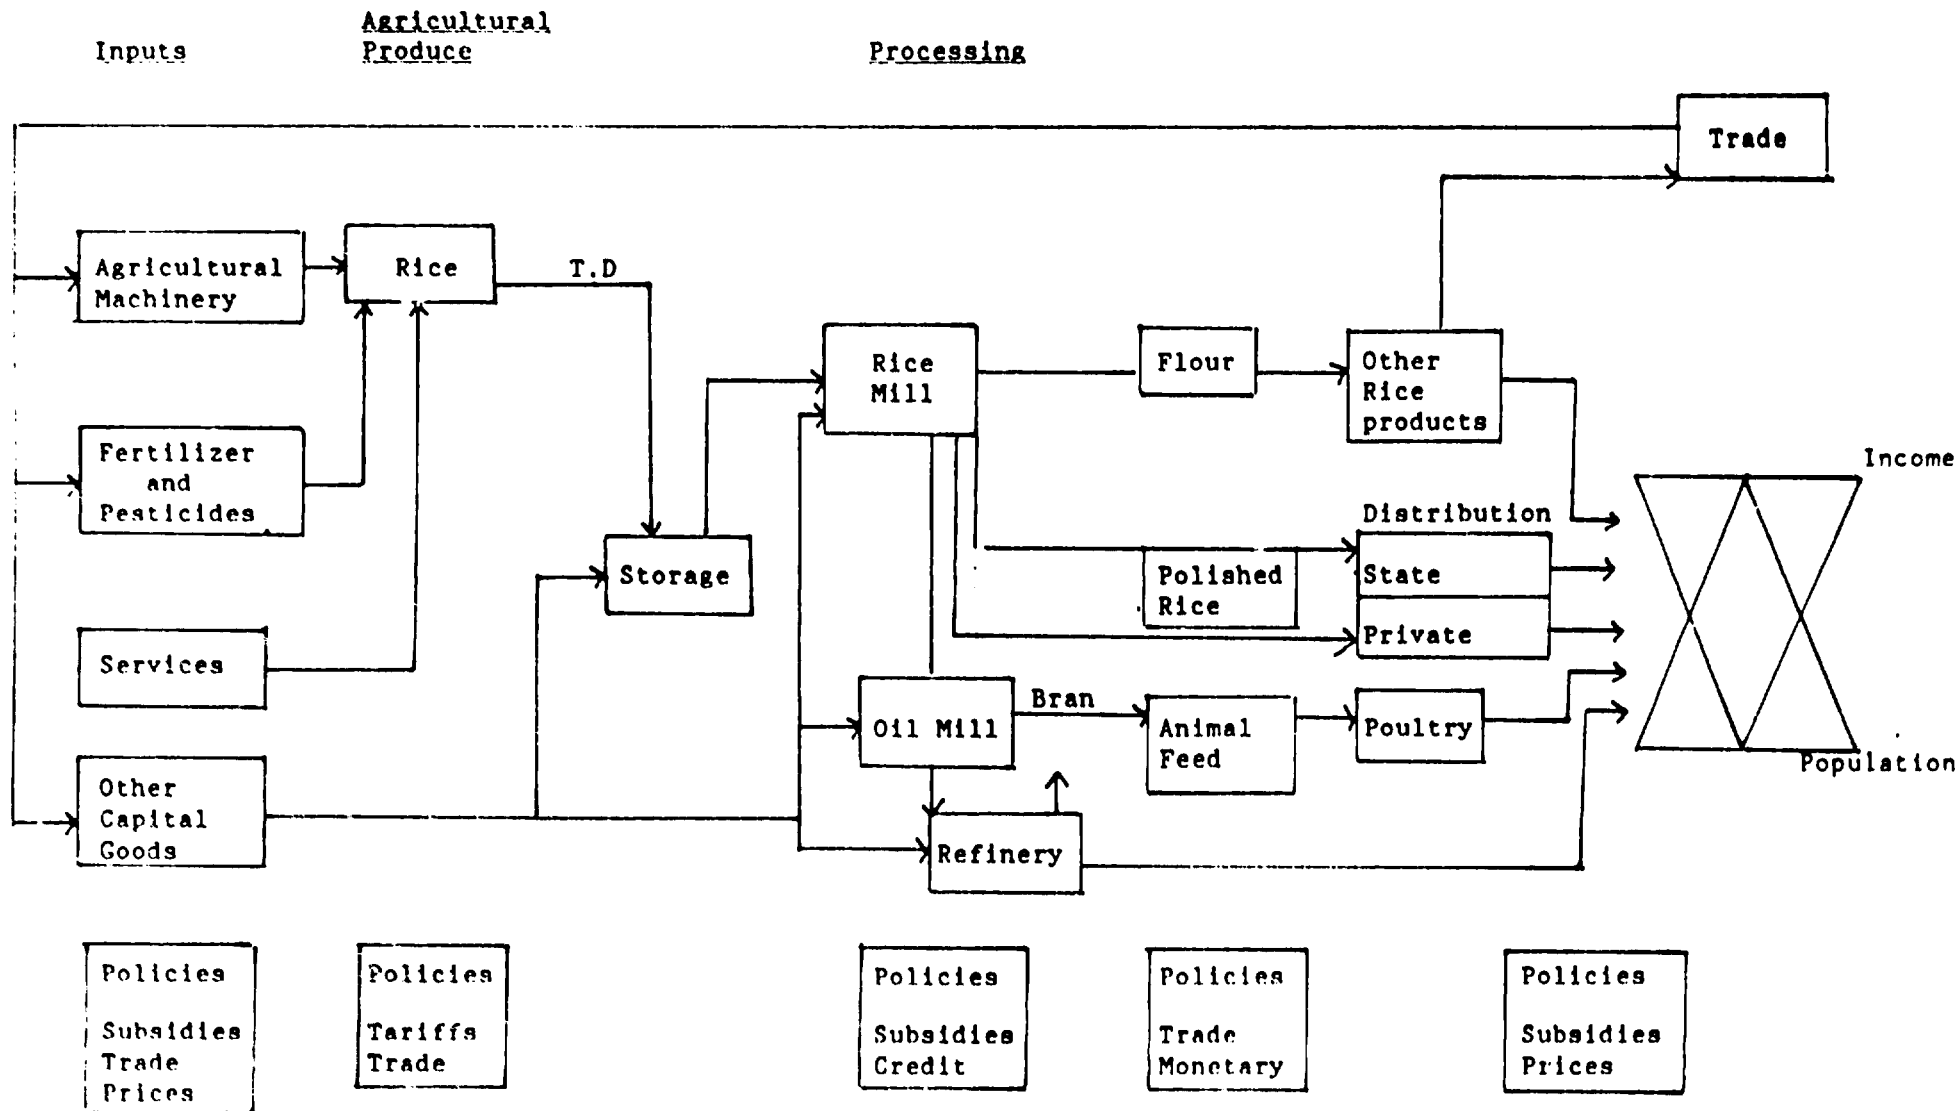 Agricultural
Inputs Produce Processing
Trade
Agricultural
Machinery
Rice
T.D
Rice
Mill
Flour
Other
Rice
products
Fertilizer
and
Pesticides
Income
Distribution
Storage
Polished
Rice
State
Private
Services
Oil Mill
Bran
Animal
Feed
Poultry
Population
Other
Capital
Goods
Refinery
Policies
Subsidies
Trade
Prices
Policies
Tariffs
Trade
Policies
Subsidies
Credit
Policies
Trade
Monetary
Policies
Subsidies
Prices